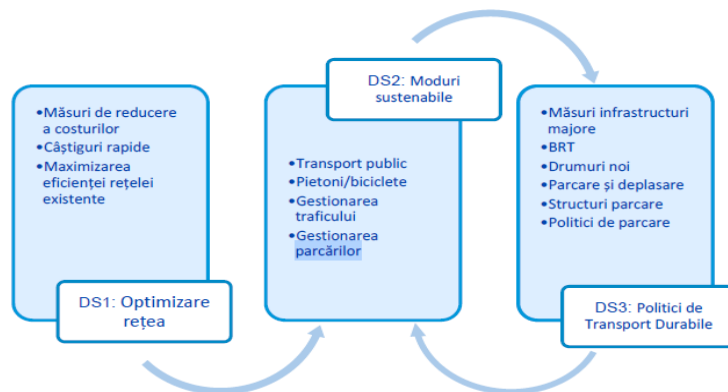 • Măsuri de reducere
a costurilor
• Câștiguri rapide
• Maximizarea
eficienței rețelei
existente
DS1: Optimizare
rețea
DS2: Moduri
sustenabile
• Transport public
• Pietoni/biciclete
• Gestionarea
traficului
• Gestionarea
parcărilor
• Măsuri infrastructuri
majore
• BRT
• Drumuri noi
• Parcare și deplasare
• Structuri parcare
• Politici de parcare
DS3: Politici de
Transport Durabile